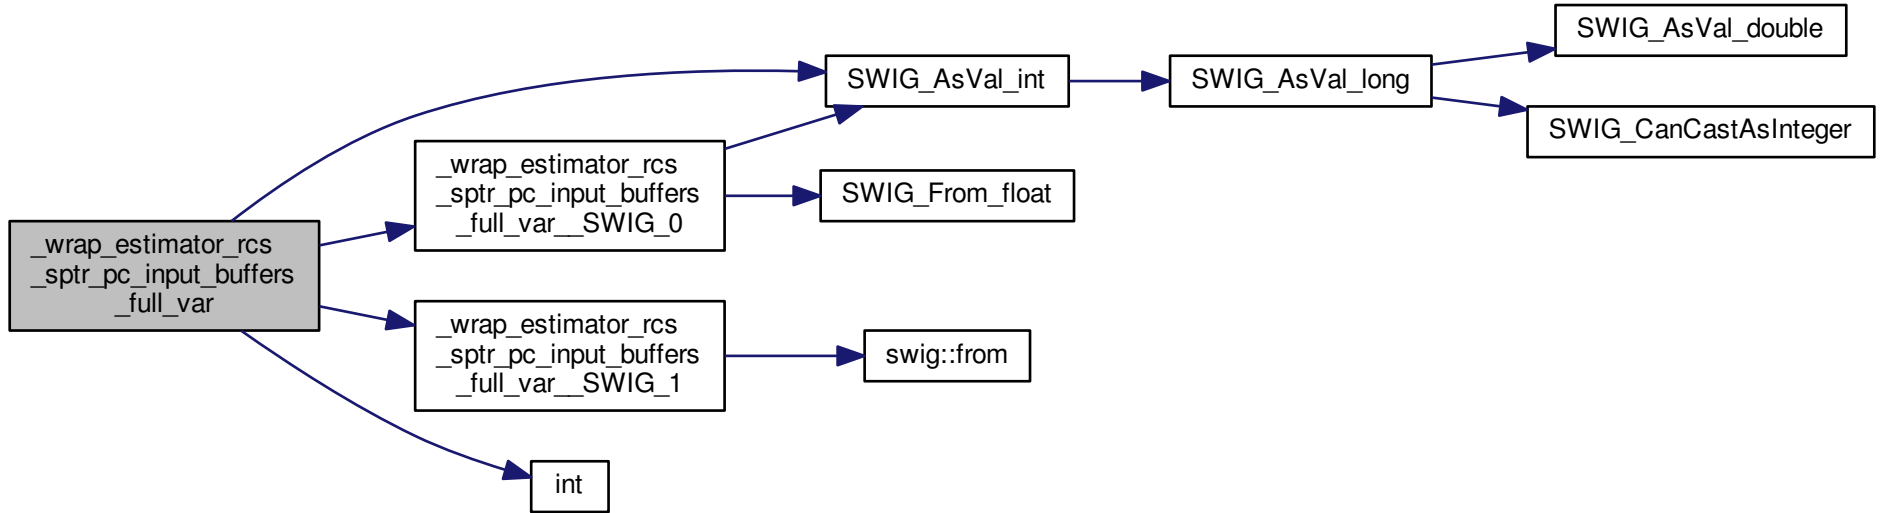 _wrap_estimator_rcs
_sptr_pc_input_buffers
_full_var
_wrap_estimator_rcs
_sptr_pc_input_buffers
_full_var__SWIG_0
_wrap_estimator_rcs
_sptr_pc_input_buffers
_full_var__SWIG_1
int
SWIG_AsVal_int
SWIG_From_float
swig::from
SWIG_AsVal_long
SWIG_AsVal_double
SWIG_CanCastAsInteger